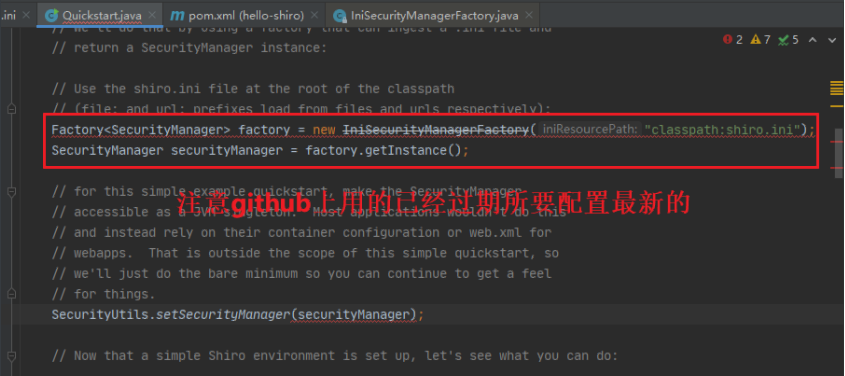 .ini Quickstart.java pom.xml (hello-shiro) IniSecurityManagerFactory.java
2 7 5
// We'll do that by using a factory that can ingest a .ini file and
// return a SecurityManager instance:
// Use the shiro.ini file at the root of the classpath
// (file: and url: prefixes load from files and urls respectively):
Factory<SecurityManager> factory = new IniSecurityManagerFactory( iniResourcePath: "classpath:shiro.ini");
SecurityManager securityManager = factory.getInstance();
// for this simple example quickstart, make the SecurityManager
注意github上用的已经过期所要配置最新的
// accessible as a JVM singleton. Most applications wouldn't do this
// and instead rely on their container configuration or web.xml for
// webapps. That is outside the scope of this simple quickstart, so
// we'll just do the bare minimum so you can continue to get a feel
// for things.
SecurityUtils.setSecurityManager(securityManager);
// Now that a simple Shiro environment is set up, let's see what you can do: